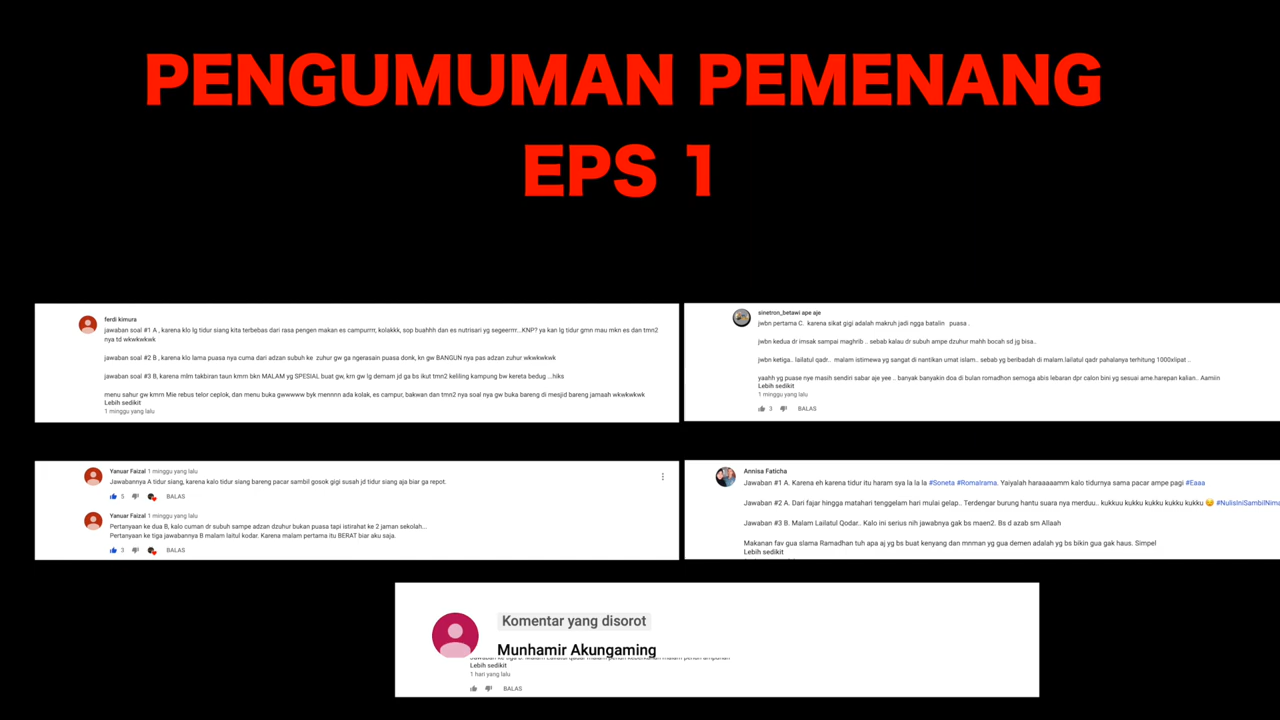 PENGUMUMAN PEMENANG
EPS 1
ferdi kimura
jawaban soal #1 A , karena klo lg tidur siang kita terbebas dari rasa pengen makan es campurrrr, kolakkk, sop buahhh dan es nutrisari yg segeerrrr...KNP? ya kan lg tidur gmn mau mkn es dan tmn2
nya td wkwkwkwk
jawaban soal #2 B , karena klo lama puasa nya cuma dari adzan subuh ke zuhur gw ga ngerasain puasa donk, kn gw BANGUN nya pas adzan zuhur wkwkwkwk
jawaban soal #3 B, karena mlm takbiran taun kmrn bkn MALAM yg SPESIAL buat gw, krn gw lg demam jd ga bs ikut tmn2 keliling kampung bw kereta bedug ...hiks
menu sahur gw kmrn Mie rebus telor ceplok, dan menu buka gwwwww byk mennnn ada kolak, es campur, bakwan dan tmn2 nya soal nya gw buka bareng di mesjid bareng jamaah wkwkwkwk
Lebih sedikit
1 minggu yang lalu
sinetron_betawi ape aje
jwbn pertama C. karena sikat gigi adalah makruh jadi ngga batalin puasa .
jwbn kedua dr imsak sampai maghrib .. sebab kalau dr subuh ampe dzuhur mahh bocah sd jg bisa..
jwbn ketiga.. lailatul qadr.. malam istimewa yg sangat di nantikan umat islam.. sebab yg beribadah di malam.lailatul qadr pahalanya terhitung 1000xlipat ..
yaahh yg puase nye masih sendiri sabar aje yee .. banyak banyakin doa di bulan romadhon semoga abis lebaran dpr calon bini yg sesuai ame.harepan kalian.. Aamiin
Lebih sedikit
1 minggu yang lalu
3 BALAS
Yanuar Faizal 1 minggu yang lalu
Jawabannya A tidur siang, karena kalo tidur siang bareng pacar sambil gosok gigi susah jd tidur siang aja biar ga repot.
5 BALAS
Yanuar Faizal 1 minggu yang lalu
Pertanyaan ke dua B, kalo cuman dr subuh sampe adzan dzuhur bukan puasa tapi istirahat ke 2 jaman sekolah...
Pertanyaan ke tiga jawabannya B malam laitul kodar. Karena malam pertama itu BERAT biar aku saja.
3 BALAS
Annisa Faticha
Jawaban #1 A. Karena eh karena tidur itu haram sya la la la #Soneta #RomaIrama. Yaiyalah haraaaaamm kalo tidurnya sama pacar ampe pagi #Eaaa
Jawaban #2 A. Dari fajar hingga matahari tenggelam hari mulai gelap.. Terdengar burung hantu suara nya merduu.. kukkuu kukku kukku kukku kukku 😏 #NulisIniSambilNima
Jawaban #3 B. Malam Lailatul Qodar.. Kalo ini serius nih jawabnya gak bs maen2. Bs d azab sm Allaah
Makanan fav gua slama Ramadhan tuh apa aj yg bs buat kenyang dan mnman yg gua demen adalah yg bs bikin gua gak haus. Simpel
Lebih sedikit
Komentar yang disorot
Munhamir Akungaming
Lebih sedikit
1 hari yang lalu
BALAS